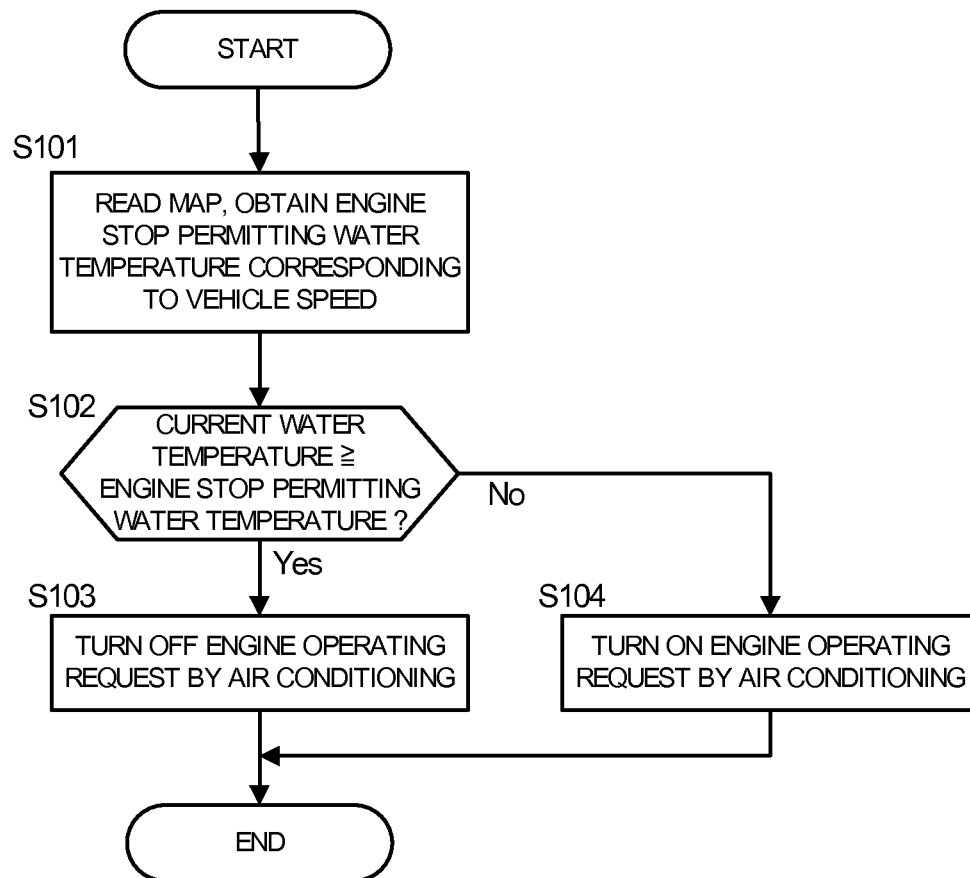 START
S101
READ MAP, OBTAIN ENGINE
STOP PERMITTING WATER
TEMPERATURE CORRESPONDING
TO VEHICLE SPEED
S102
CURRENT WATER
TEMPERATURE ≧
ENGINE STOP PERMITTING
WATER TEMPERATURE ?
No
Yes
S103
TURN OFF ENGINE OPERATING
REQUEST BY AIR CONDITIONING
S104
TURN ON ENGINE OPERATING
REQUEST BY AIR CONDITIONING
END